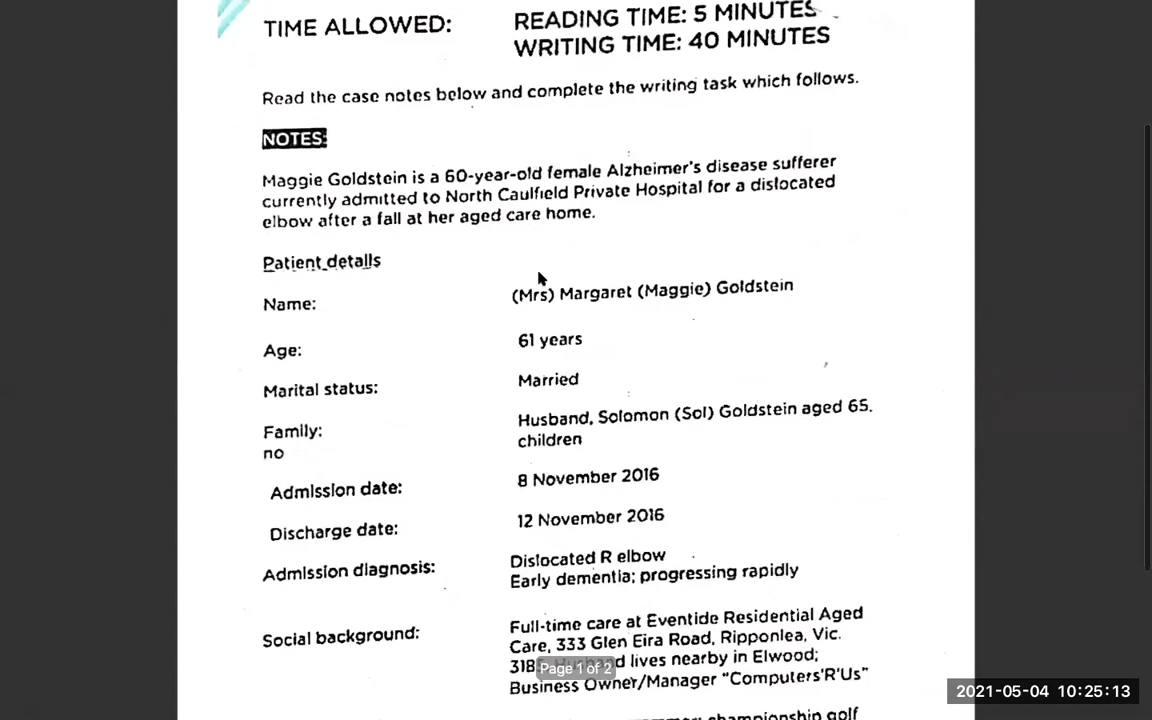 TIME ALLOWED: READING TIME: 5 MINUTES
WRITING TIME: 40 MINUTES
Read the case notes below and complete the writing task which follows.
NOTES:
Maggie Goldstein is a 60-year-old female Alzheimer's disease sufferer
currently admitted to North Caulfield Private Hospital for a dislocated
elbow after a fall at her aged care home.
Patient details
Name: (Mrs) Margaret (Maggie) Goldstein
Age: 61 years
Marital status: Married
Family: Husband, Solomon (Sol) Goldstein aged 65.
no children
Admission date: 8 November 2016
Discharge date: 12 November 2016
Admission diagnosis: Dislocated R elbow
Early dementia; progressing rapidly
Social background: Full-time care at Eventide Residential Aged
Care, 333 Glen Eira Road, Ripponlea, Vic.
318 lives nearby in Elwood;
Page 1 of 2
Business Owner/Manager "Computers'R'Us"
championship golf
2021-05-04 10:25:13